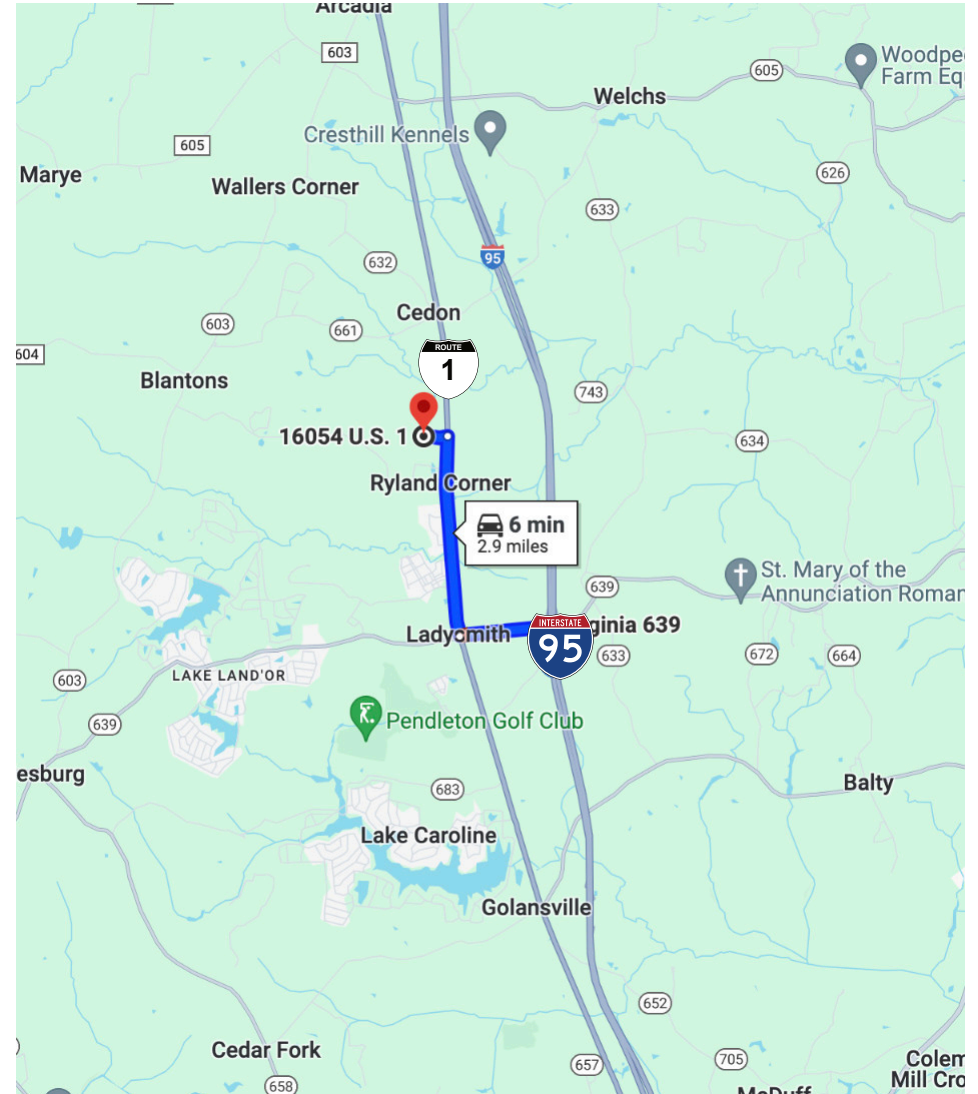 Arcadia
603
605
Woodpe
Farm Eq
Welchs
Cresthill Kennels
605
Marye
Wallers Corner
626
633
95
632
Cedon
603
661
604
ROUTE
1
Blantons
743
16054 U.S. 1
634
Ryland Corner
6 min
2.9 miles
639
St. Mary of the
Annunciation Roman
Ladysmith
INTERSTATE
95
ginia 639
633
672
664
LAKE LAND'OR
603
639
Pendleton Golf Club
esburg
683
Balty
Lake Caroline
Golansville
652
Cedar Fork
657
705
Colem
Mill Cro
658
McDuff